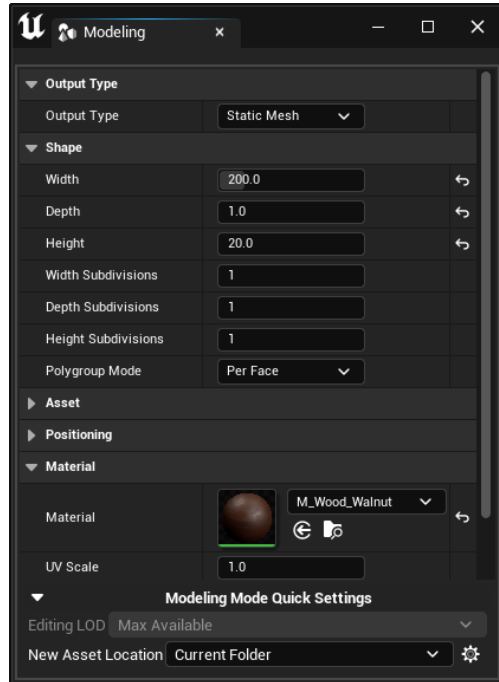 Modeling
Output Type
Output Type Static Mesh
Shape
Width 200.0
Depth 1.0
Height 20.0
Width Subdivisions 1
Depth Subdivisions 1
Height Subdivisions 1
Polygroup Mode Per Face
Asset
Positioning
Material
Material M_Wood_Walnut
UV Scale 1.0
Modeling Mode Quick Settings
Editing LOD Max Available
New Asset Location Current Folder